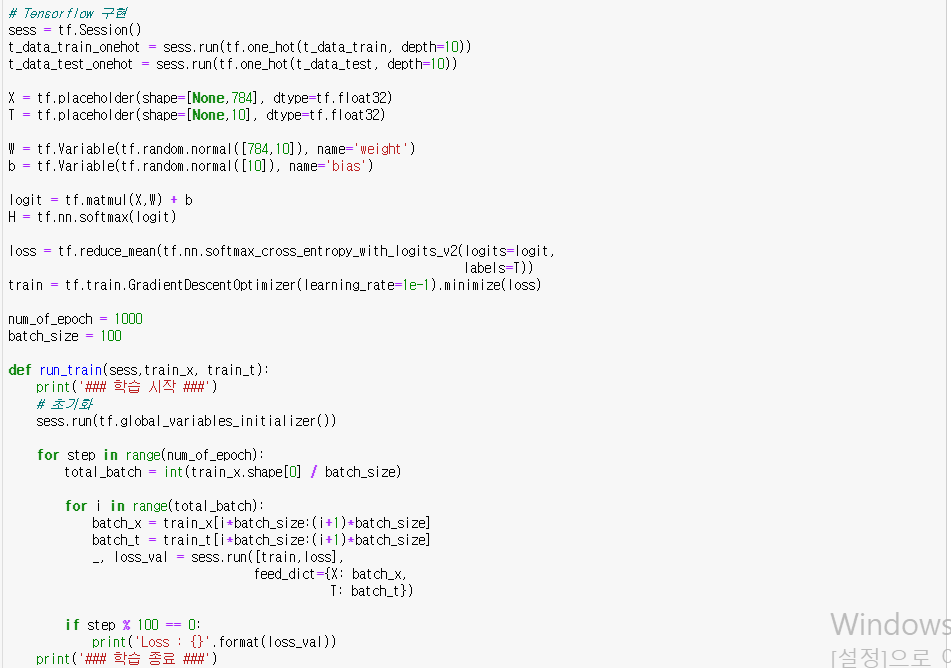 # Tensorflow 구현
sess = tf.Session()
t_data_train_onehot = sess.run(tf.one_hot(t_data_train, depth=10))
t_data_test_onehot = sess.run(tf.one_hot(t_data_test, depth=10))
X = tf.placeholder(shape=[None,784], dtype=tf.float32)
T = tf.placeholder(shape=[None,10], dtype=tf.float32)
W = tf.Variable(tf.random.normal([784,10]), name='weight')
b = tf.Variable(tf.random.normal([10]), name='bias')
logit = tf.matmul(X,W) + b
H = tf.nn.softmax(logit)
loss = tf.reduce_mean(tf.nn.softmax_cross_entropy_with_logits_v2(logits=logit,
labels=T))
train = tf.train.GradientDescentOptimizer(learning_rate=1e-1).minimize(loss)
num_of_epoch = 1000
batch_size = 100
def run_train(sess,train_x, train_t):
print('### 학습 시작 ###')
# 초기화
sess.run(tf.global_variables_initializer())
for step in range(num_of_epoch):
total_batch = int(train_x.shape[0] / batch_size)
for i in range(total_batch):
batch_x = train_x[i*batch_size:(i+1)*batch_size]
batch_t = train_t[i*batch_size:(i+1)*batch_size]
_, loss_val = sess.run([train,loss],
feed_dict={X: batch_x,
T: batch_t})
if step % 100 == 0:
print('Loss : {}'.format(loss_val))
print('### 학습 종료 ###')
Windows
[설정]으로